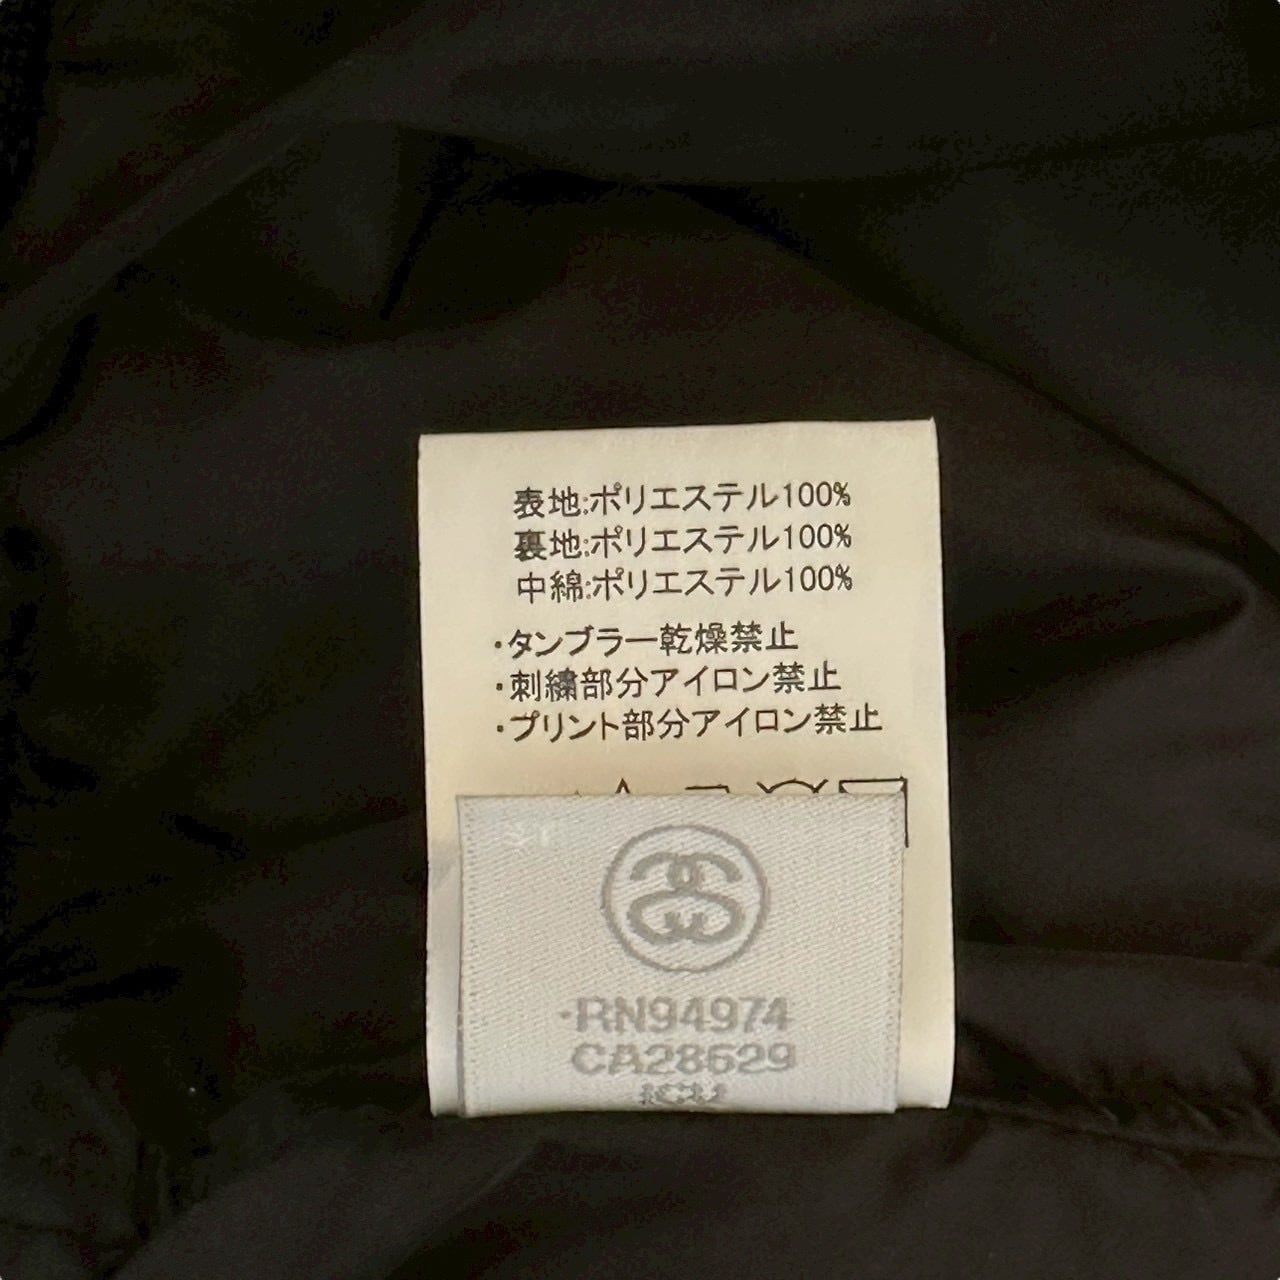 表地:ポリエステル100%
裏地:ポリエステル100%
中綿:ポリエステル100%
・タンブラー乾燥禁止
・刺繍部分アイロン禁止
・プリント部分アイロン禁止
RN94974
CA28629